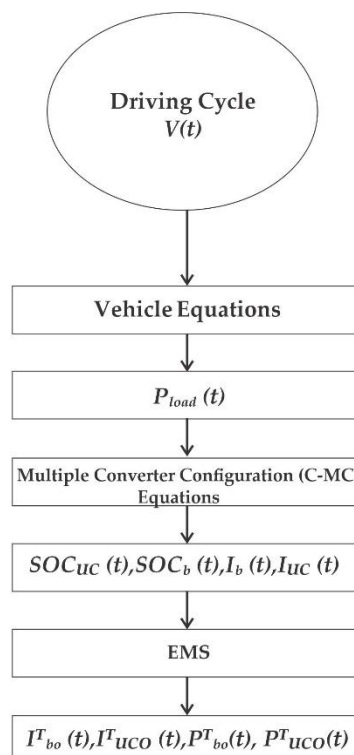 Driving Cycle
V(t)
Vehicle Equations
P_load (t)
Multiple Converter Configuration (C-MC
Equations
SOC_UC (t),SOC_b (t),I_b (t),I_UC (t)
EMS
I^T_bo (t),I^T_UCO (t),P^T_bo(t), P^T_UCO(t)